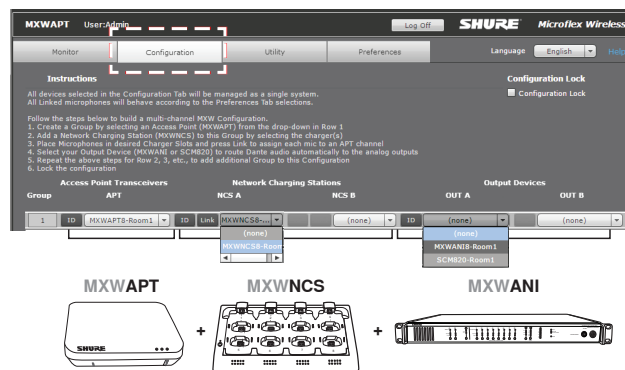 MXWAPT User:Admin Log Off SHURE Microflex Wireless
Monitor Configuration Utility Preferences Language English Help
Instructions Configuration Lock
All devices selected in the Configuration Tab will be managed as a single system.
All Linked microphones will behave according to the Preferences Tab selections.
Configuration Lock
Follow the steps below to build a multi-channel MXW Configuration.
1. Create a Group by selecting an Access Point (MXWAPT) from the drop-down in Row 1
2. Add a Network Charging Station (MXWNCS) to this Group by selecting the charger(s)
3. Place Microphones in desired Charger Slots and press Link to assign each mic to an APT channel
4. Select your Output Device (MXWANI or SCM820) to route Dante audio automatically to the analog outputs
5. Repeat the above steps for Row 2, 3, etc., to add additional Group to this Configuration
6. Lock the configuration
Access Point Transceivers Network Charging Stations Output Devices
Group APT NCS A NCS B OUT A OUT B
1 ID MXWAPT8-Room1 ID Link MXWNCS8-... (none) ID (none) (none)
(none) (none)
MXWNCS8-Room MXWANI8-Room1
SCM820-Room1
MXWAPT MXWNCS MXWANI
+ +
SHURE